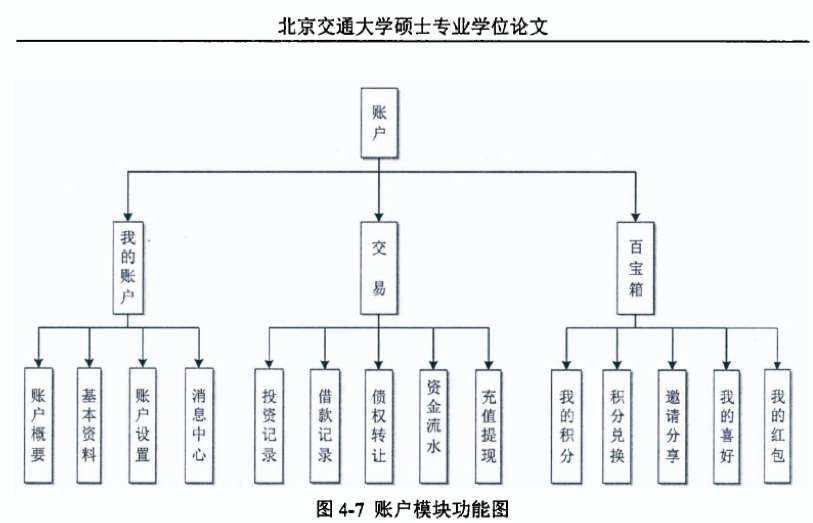 北京交通大学硕士专业学位论文
账户
我的账户
交易
百宝箱
账户概要
基本资料
账户设置
消息中心
投资记录
借款记录
债权转让
资金流水
充值提现
我的积分
积分兑换
邀请分享
我的喜好
我的红包
图 4-7 账户模块功能图